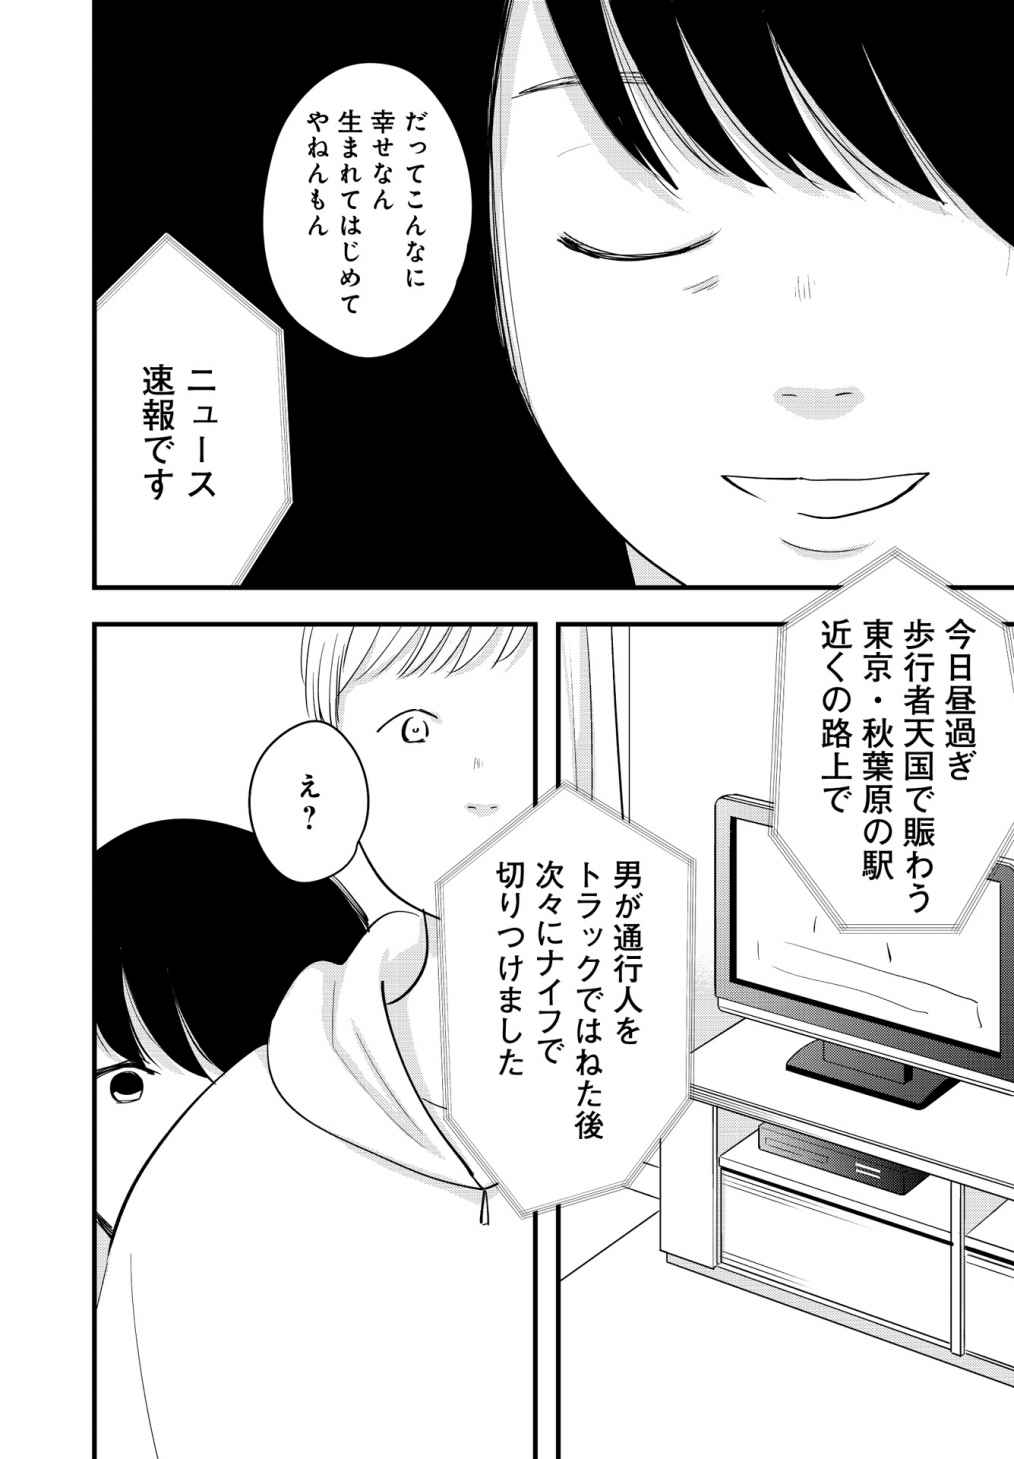 だってこんなに
幸せなん
生まれてはじめて
やねんもん
ニュース
速報です
今日昼過ぎ
歩行者天国で賑わう
東京・秋葉原の駅
近くの路上で
男が通行人を
トラックではねた後
次々にナイフで
切りつけました
え?